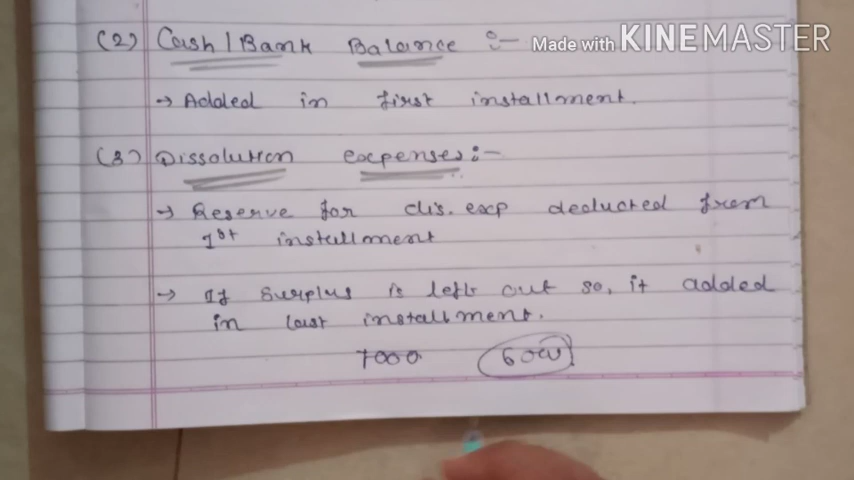 (2) Cash/Bank Balance :-
Made with KINEMASTER
→ Added in first installment.
(3) Dissolution expenses:-
→ Reserve for dis. exp deducted from
1st installment
→ If surplus is left out so, it added
in last installment.
7000 6000